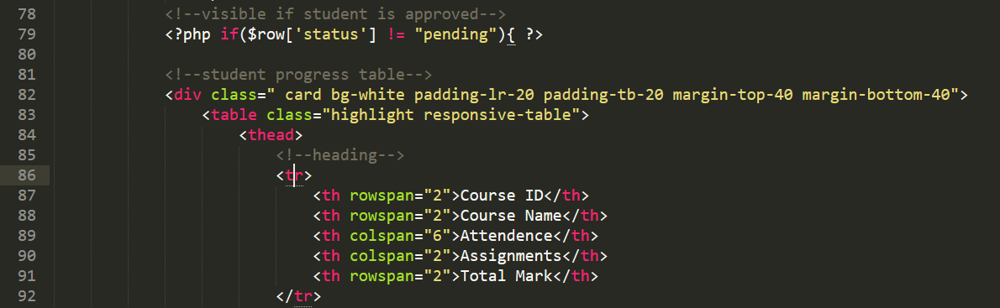 78 <!--visible if student is approved-->
79 <?php if($row['status'] != "pending"){ ?>
80
81 <!--student progress table-->
82 <div class=" card bg-white padding-lr-20 padding-tb-20 margin-top-40 margin-bottom-40">
83 <table class="highlight responsive-table">
84 <thead>
85 <!--heading-->
86 <tr>
87 <th rowspan="2">Course ID</th>
88 <th rowspan="2">Course Name</th>
89 <th colspan="6">Attendence</th>
90 <th colspan="2">Assignments</th>
91 <th rowspan="2">Total Mark</th>
92 </tr>